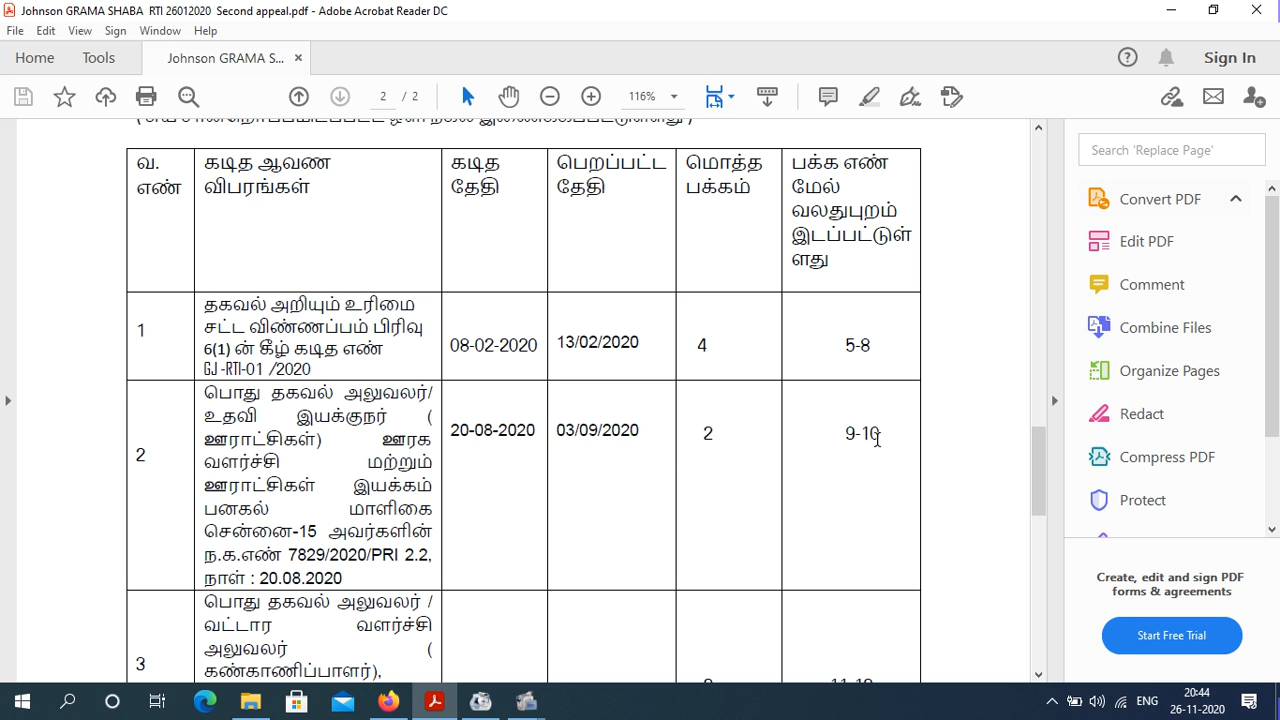 Johnson GRAMA SHABA RTI 26012020 Second appeal.pdf - Adobe Acrobat Reader DC
File Edit View Sign Window Help
Home Tools Johnson GRAMA S... × Sign In
2 / 2 116%
வ. எண்
கடித ஆவண
விபரங்கள்
கடித
தேதி
பெறப்பட்ட
தேதி
மொத்த
பக்கம்
பக்க எண்
மேல்
வலதுபுறம்
இடப்பட்டுள்
ளது
1
தகவல் அறியும் உரிமை
சட்ட விண்ணப்பம் பிரிவு
6(1) ன் கீழ் கடித எண்
GJ -RTI-01 /2020
08-02-2020
13/02/2020
4
5-8
2
பொது தகவல் அலுவலர்/
உதவி இயக்குநர் (
ஊராட்சிகள்) ஊரக
வளர்ச்சி மற்றும்
ஊராட்சிகள் இயக்கம்
பனகல் மாளிகை
சென்னை-15 அவர்களின்
ந.க.எண் 7829/2020/PRI 2.2,
நாள் : 20.08.2020
20-08-2020
03/09/2020
2
9-10
3
பொது தகவல் அலுவலர் /
வட்டார வளர்ச்சி
அலுவலர் (
கண்காணிப்பாளர்),
Search 'Replace Page'
Convert PDF
Edit PDF
Comment
Combine Files
Organize Pages
Redact
Compress PDF
Protect
Create, edit and sign PDF
forms & agreements
Start Free Trial
ENG
20:44
26-11-2020